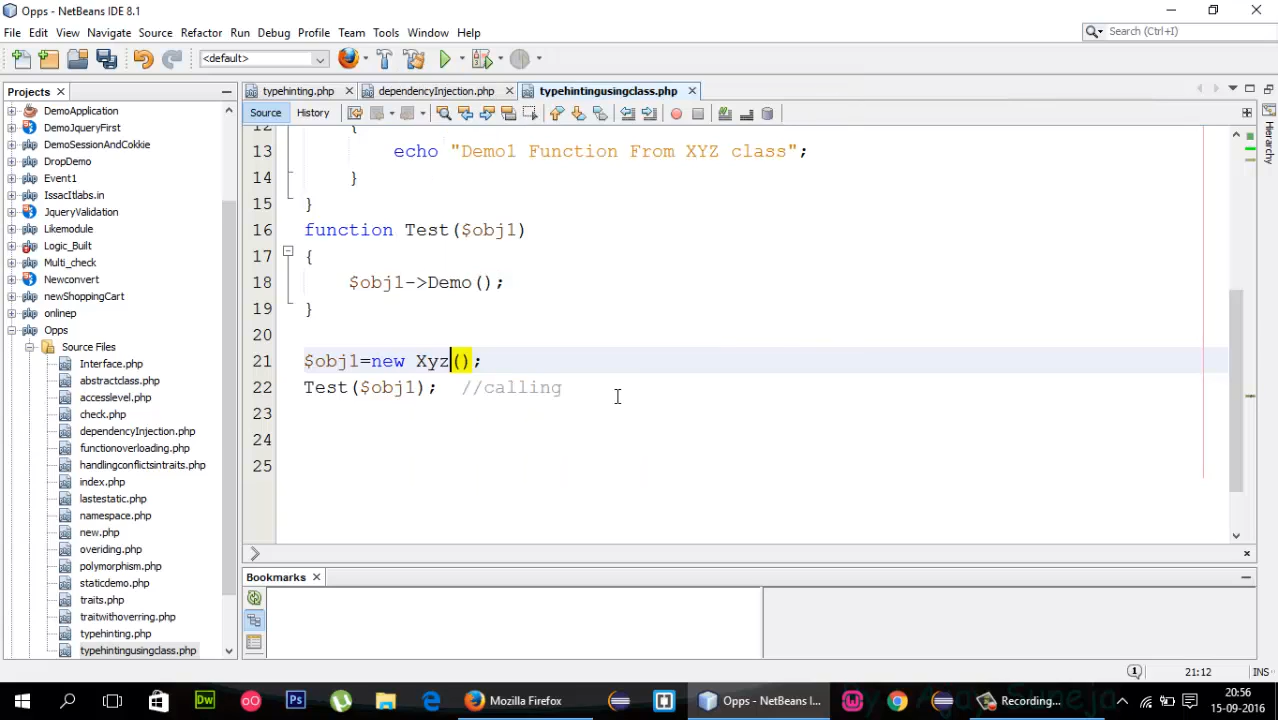 Opps - NetBeans IDE 8.1
File Edit View Navigate Source Refactor Run Debug Profile Team Tools Window Help
Search (Ctrl+I)
<default>
Projects
typehinting.php dependencyInjection.php typehintingusingclass.php
Source History
DemoApplication
DemoJqueryFirst
DemoSessionAndCokkie
DropDemo
Event1
IssacItlabs.in
JqueryValidation
Likemodule
Logic_Built
Multi_check
Newconvert
newShoppingCart
onlinep
Opps
Source Files
Interface.php
abstractclass.php
accesslevel.php
check.php
dependencyInjection.php
functionoverloading.php
handlingconflictsintraits.php
index.php
lastestatic.php
namespace.php
new.php
overiding.php
polymorphism.php
staticdemo.php
traits.php
traitwithoverring.php
typehinting.php
typehintingusingclass.php
12 {
13 echo "Demo1 Function From XYZ class";
14 }
15 }
16 function Test($obj1)
17 {
18 $obj1->Demo();
19 }
20
21 $obj1=new Xyz();
22 Test($obj1); //calling
23
24
25
Hierarchy
Bookmarks
1 21:12 INS
Mozilla Firefox Opps - NetBeans I... Recording...
20:56
15-09-2016